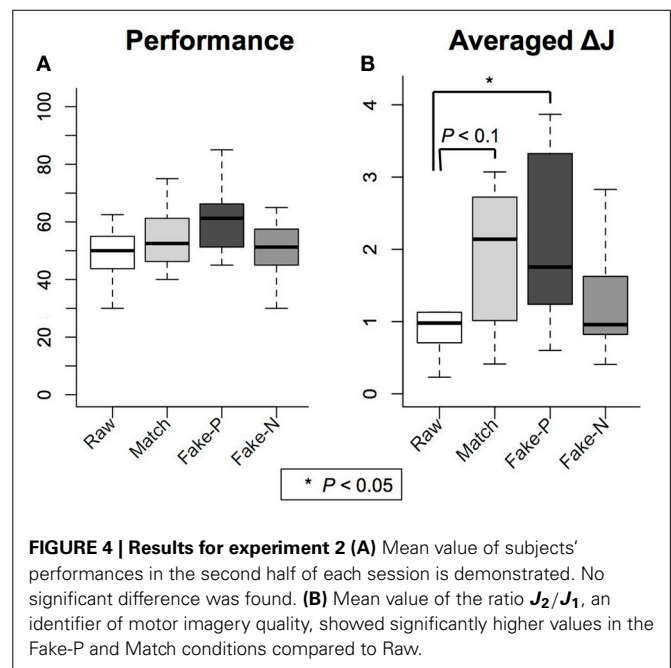 Performance
Averaged ΔJ
A
B
100
80
60
40
20
0
4
3
2
1
0
*
P < 0.1
Raw
Match
Fake-P
Fake-N
Raw
Match
Fake-P
Fake-N
* P < 0.05
FIGURE 4 | Results for experiment 2 (A) Mean value of subjects'
performances in the second half of each session is demonstrated. No
significant difference was found. (B) Mean value of the ratio J2/J1, an
identifier of motor imagery quality, showed significantly higher values in the
Fake-P and Match conditions compared to Raw.